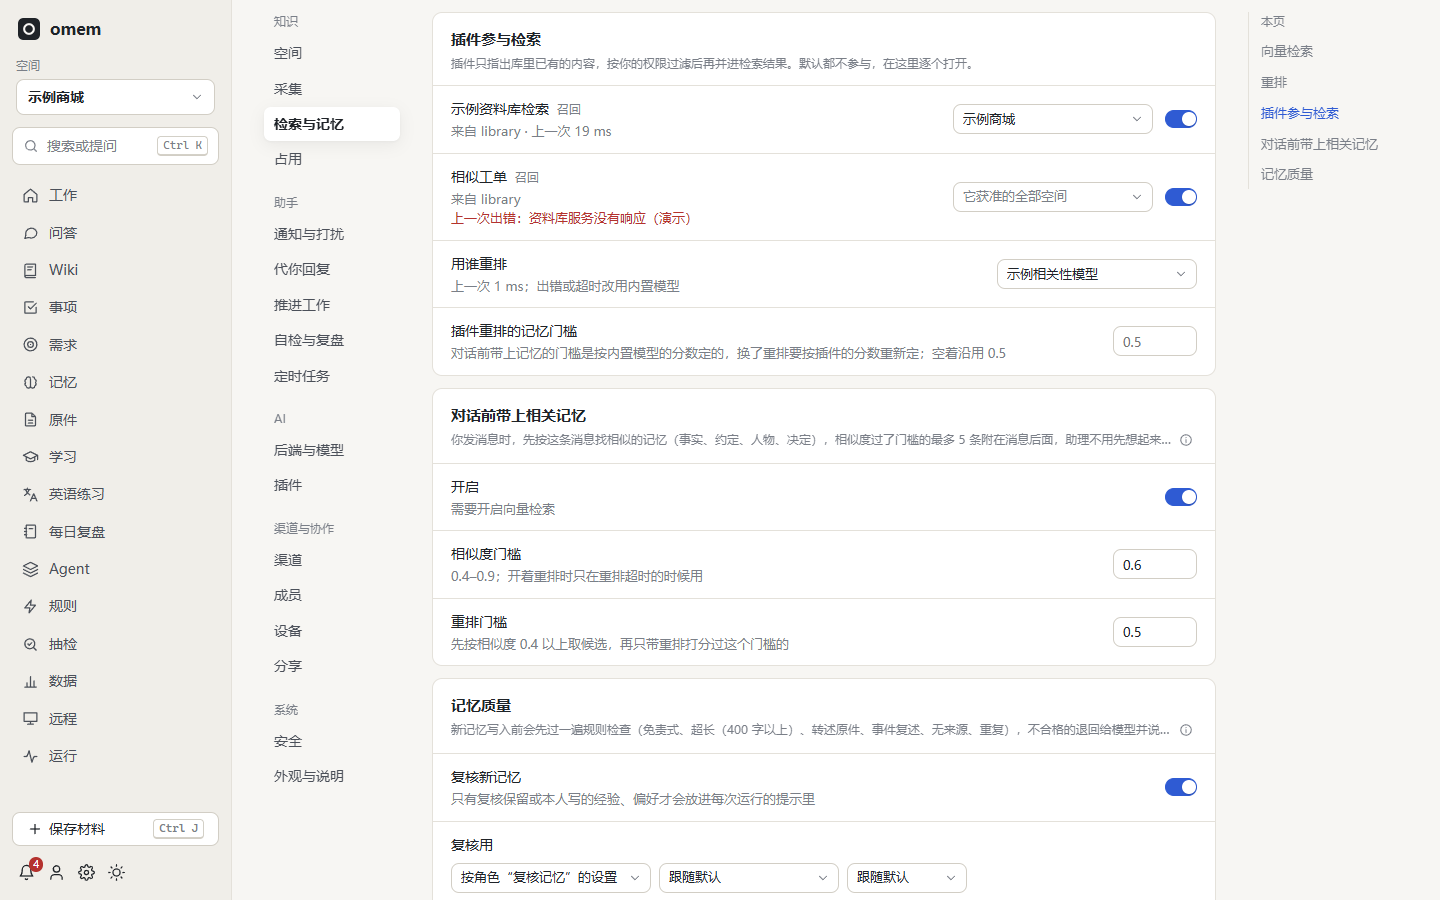 omem
空间
示例商城
搜索或提问 Ctrl K
工作
问答
Wiki
事项
需求
记忆
原件
学习
英语练习
每日复盘
Agent
规则
抽检
数据
远程
运行
保存材料 Ctrl J
4
知识
空间
采集
检索与记忆
占用
助手
通知与打扰
代你回复
推进工作
自检与复盘
定时任务
AI
后端与模型
插件
渠道与协作
渠道
成员
设备
分享
系统
安全
外观与说明
插件参与检索
插件只指出库里已有的内容，按你的权限过滤后再并进检索结果。默认都不参与，在这里逐个打开。
示例资料库检索 召回
来自 library · 上一次 19 ms
示例商城
相似工单 召回
来自 library
上一次出错：资料库服务没有响应（演示）
它获准的全部空间
用谁重排
上一次 1 ms；出错或超时改用内置模型
示例相关性模型
插件重排的记忆门槛
对话前带上记忆的门槛是按内置模型的分数定的，换了重排要按插件的分数重新定；空着沿用 0.5
0.5
对话前带上相关记忆
你发消息时，先按这条消息找相似的记忆（事实、约定、人物、决定），相似度过了门槛的最多 5 条附在消息后面，助理不用先想起来...
开启
需要开启向量检索
相似度门槛
0.4–0.9；开着重排时只在重排超时的时候用
0.6
重排门槛
先按相似度 0.4 以上取候选，再只带重排打分过这个门槛的
0.5
记忆质量
新记忆写入前会先过一遍规则检查（免责式、超长（400 字以上）、转述原件、事件复述、无来源、重复），不合格的退回给模型并说...
复核新记忆
只有复核保留或本人写的经验、偏好才会放进每次运行的提示里
复核用
按角色“复核记忆”的设置 跟随默认 跟随默认
本页
向量检索
重排
插件参与检索
对话前带上相关记忆
记忆质量